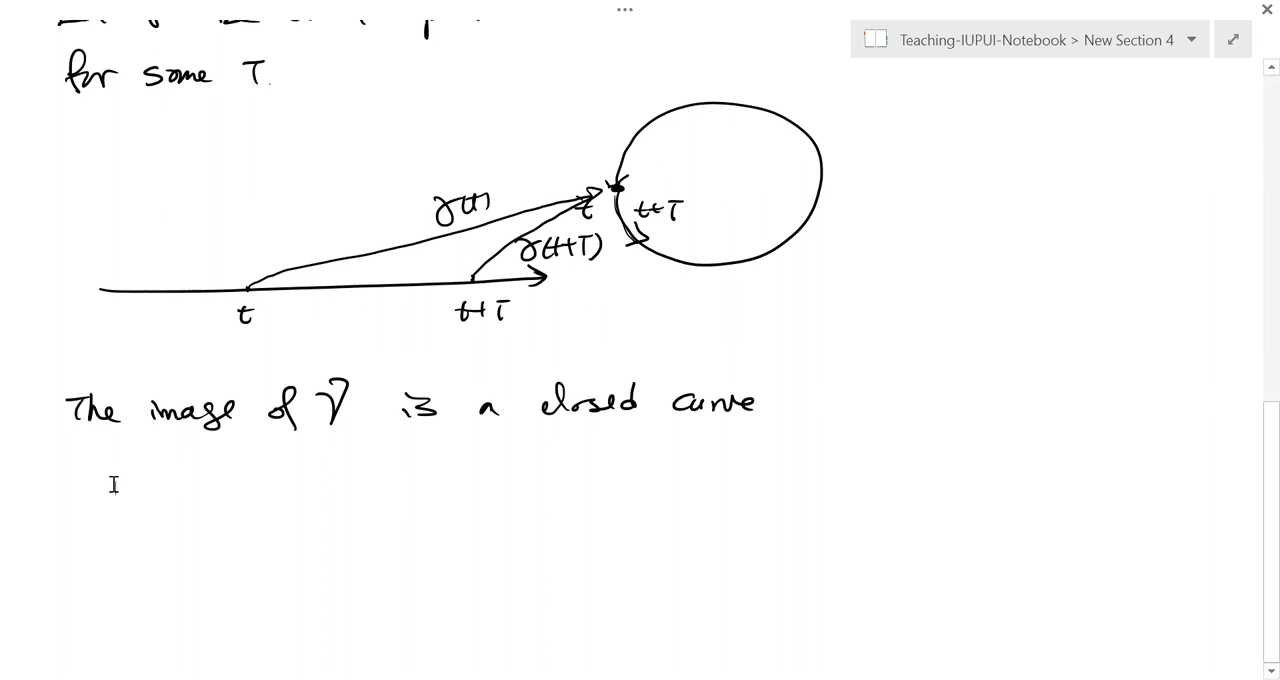 Teaching-IUPUI-Notebook > New Section 4
for some T.
γ(t)
t
t+T
γ(t+T)
t
t+T
The image of γ is a closed curve